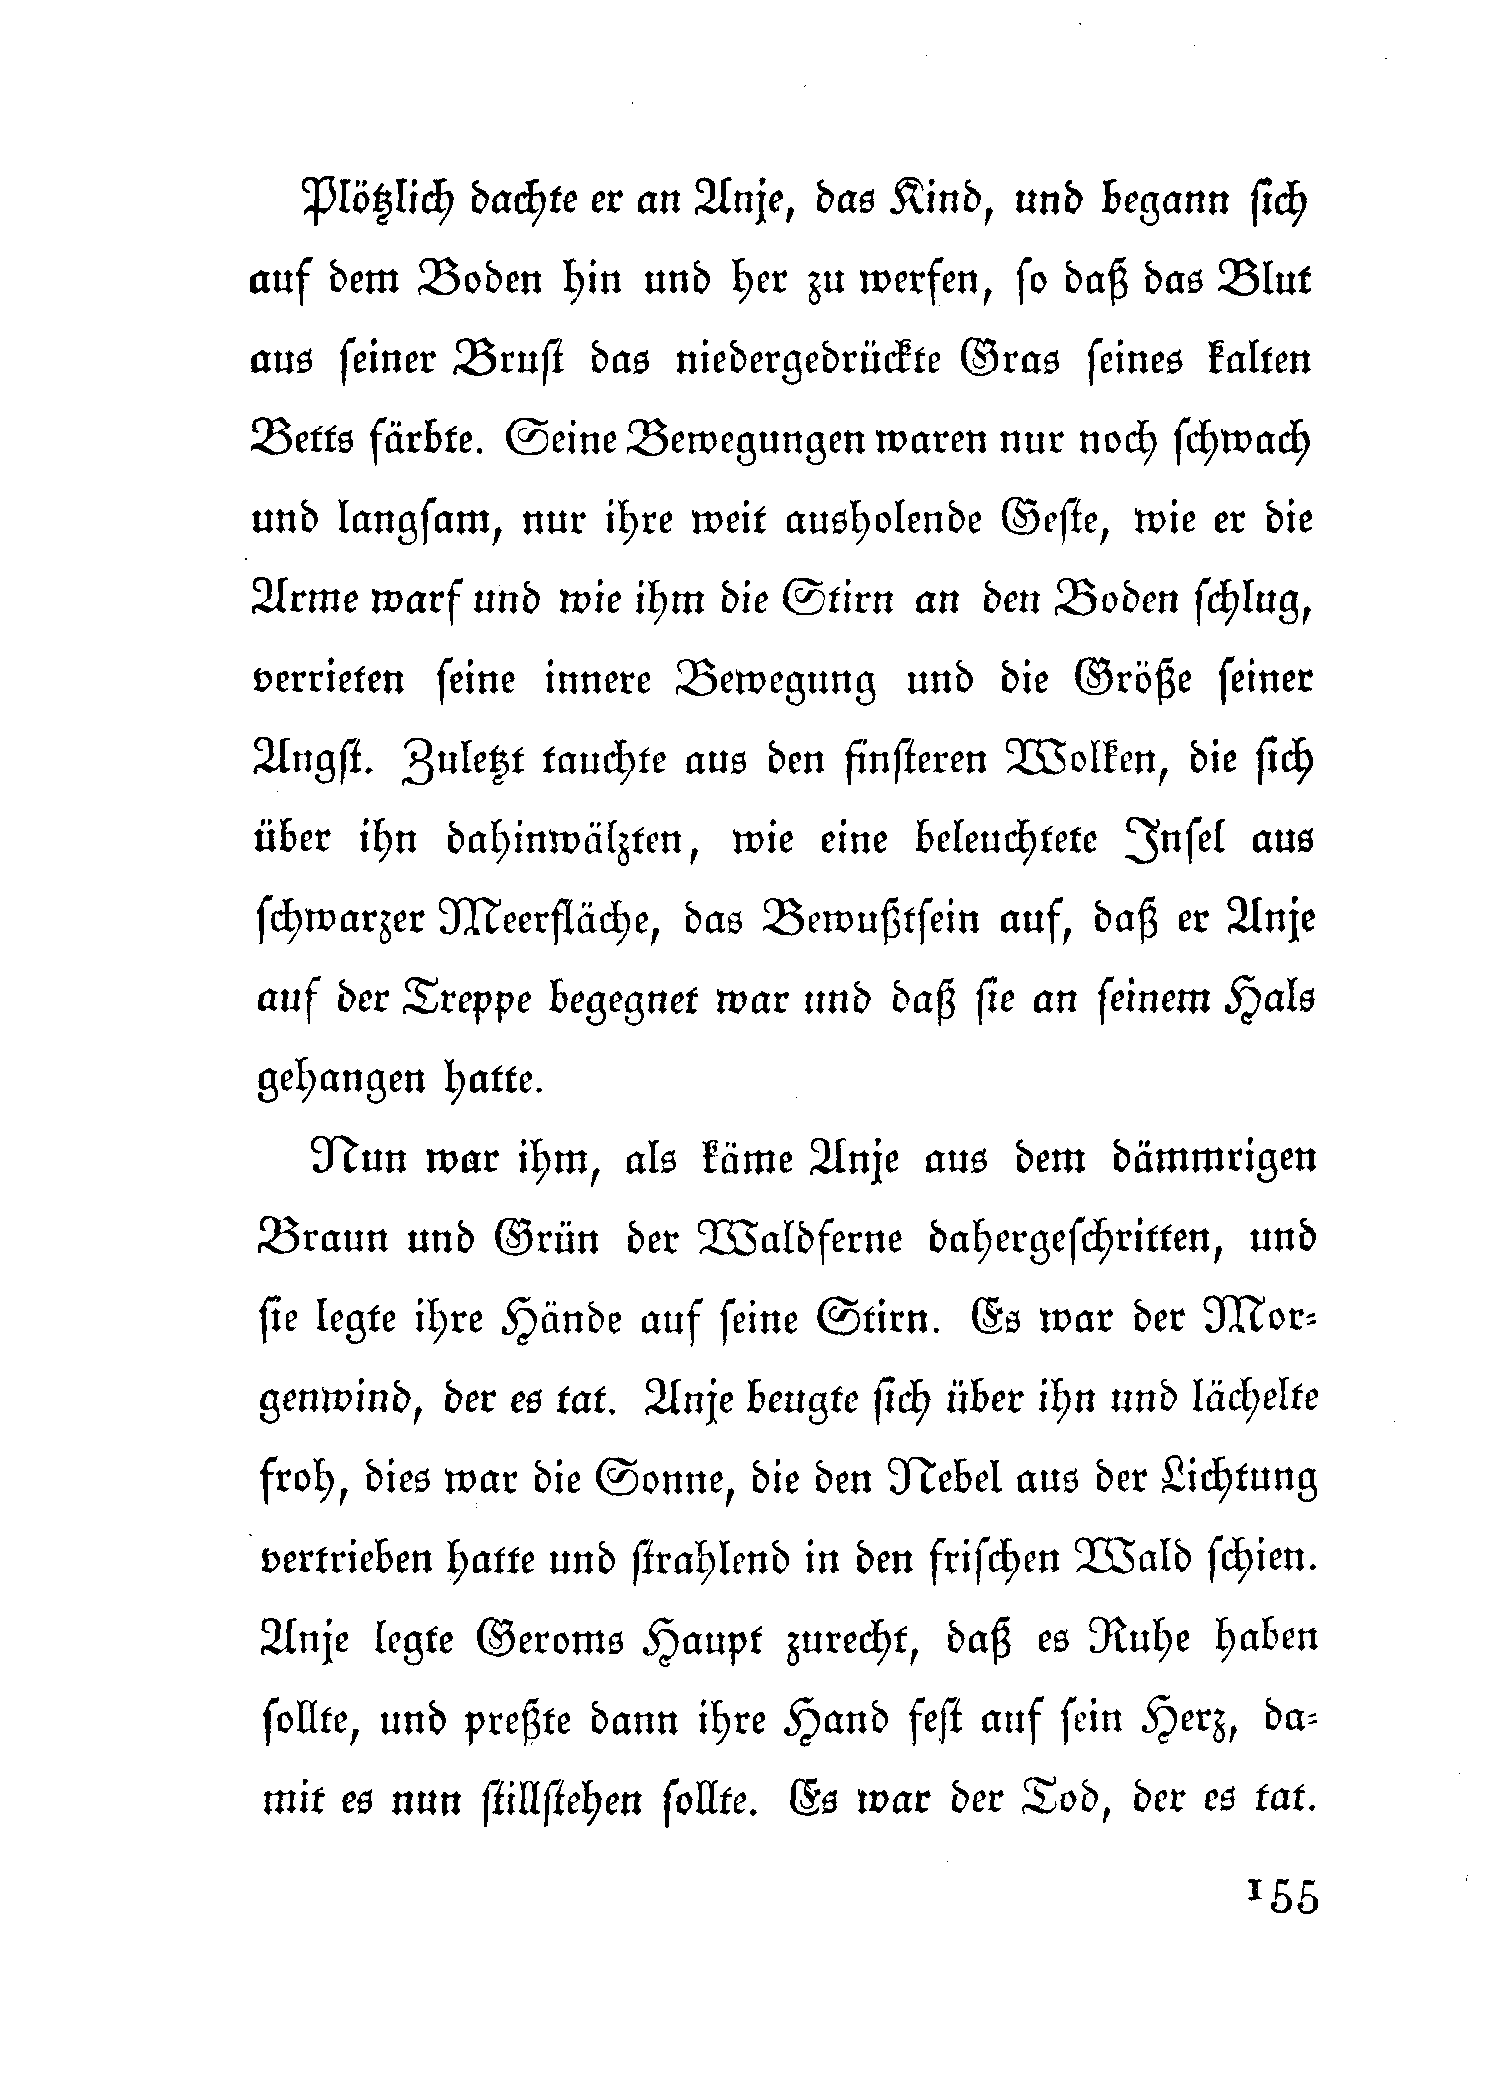 Plötzlich dachte er an Anje, das Kind, und begann ſich
auf dem Boden hin und her zu werfen, ſo daß das Blut
aus ſeiner Bruſt das niedergedrückte Gras ſeines kalten
Betts färbte. Seine Bewegungen waren nur noch ſchwach
und langſam, nur ihre weit ausholende Geſte, wie er die
Arme warf und wie ihm die Stirn an den Boden ſchlug,
verrieten ſeine innere Bewegung und die Größe ſeiner
Angſt. Zuletzt tauchte aus den finſteren Wolken, die ſich
über ihn dahinwälzten, wie eine beleuchtete Inſel aus
ſchwarzer Meerfläche, das Bewußtſein auf, daß er Anje
auf der Treppe begegnet war und daß ſie an ſeinem Hals
gehangen hatte.
Nun war ihm, als käme Anje aus dem dämmrigen
Braun und Grün der Waldferne dahergeſchritten, und
ſie legte ihre Hände auf ſeine Stirn. Es war der Mor-
genwind, der es tat. Anje beugte ſich über ihn und lächelte
froh, dies war die Sonne, die den Nebel aus der Lichtung
vertrieben hatte und ſtrahlend in den friſchen Wald ſchien.
Anje legte Geroms Haupt zurecht, daß es Ruhe haben
ſollte, und preßte dann ihre Hand feſt auf ſein Herz, da-
mit es nun ſtillſtehen ſollte. Es war der Tod, der es tat.
155